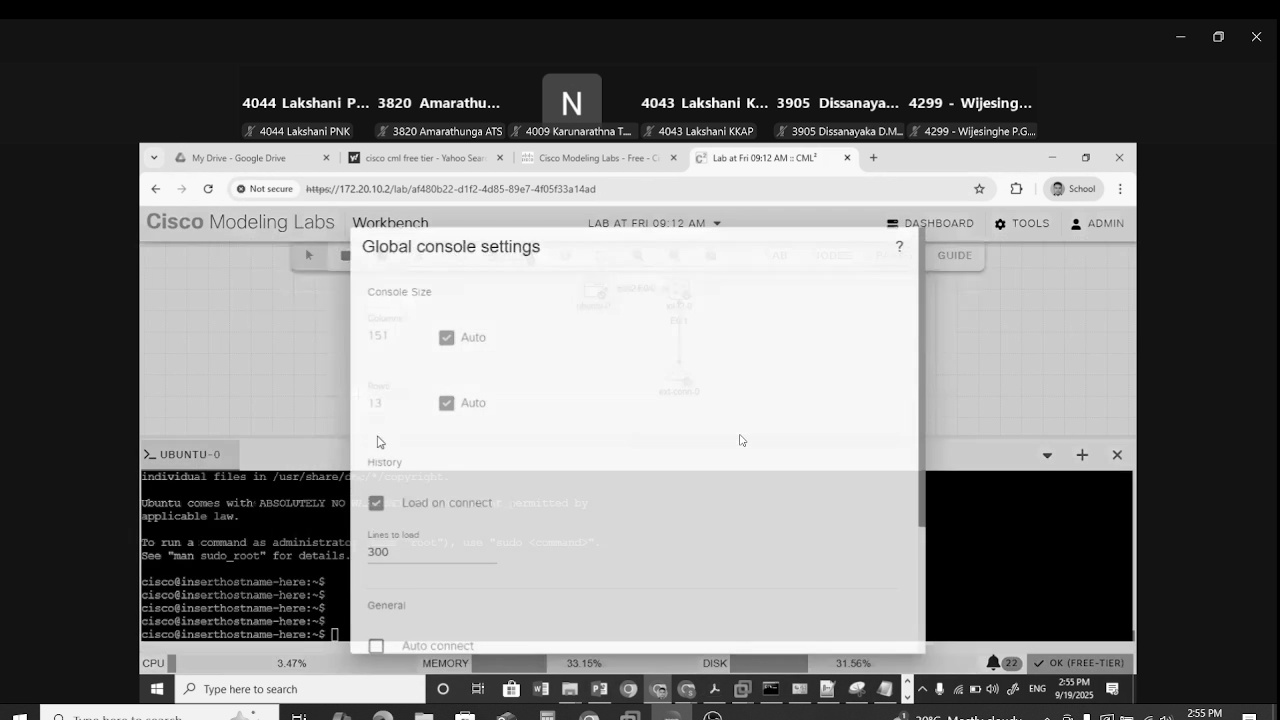 4044 Lakshani P... 3820 Amarathu... N 4043 Lakshani K... 3905 Dissanaya... 4299 - Wijesing...
4044 Lakshani PNK 3820 Amarathunga ATS 4009 Karunarathna T... 4043 Lakshani KKAP 3905 Dissanayaka D.M... 4299 - Wijesinghe P.G....
My Drive - Google Drive cisco cml free tier - Yahoo Sear Cisco Modeling Labs - Free - C Lab at Fri 09:12 AM :: CML²
Not secure https://172.20.10.2/lab/af480b22-d1f2-4d85-89e7-4f05f33a14ad School
Cisco Modeling Labs Workbench LAB AT FRI 09:12 AM DASHBOARD TOOLS ADMIN
Global console settings ?
LAB NODES GUIDE
Console Size
Columns
151 Auto
Rows
13 Auto
ext-conn-0
UBUNTU-0
History
individual files in /usr/share/doc/*/copyright.
Ubuntu comes with ABSOLUTELY NO permitted by
Load on connect
applicable law.
Lines to load
300
To run a command as administrator "root"), use "sudo <command>".
See "man sudo_root" for details.
cisco@inserthostname-here:~$
cisco@inserthostname-here:~$
cisco@inserthostname-here:~$
cisco@inserthostname-here:~$
cisco@inserthostname-here:~$
General
Auto connect
CPU 3.47% MEMORY 33.15% DISK 31.56% 22 OK (FREE-TIER)
Type here to search ENG 2:55 PM
9/19/2025
Type here to search 2:55 PM